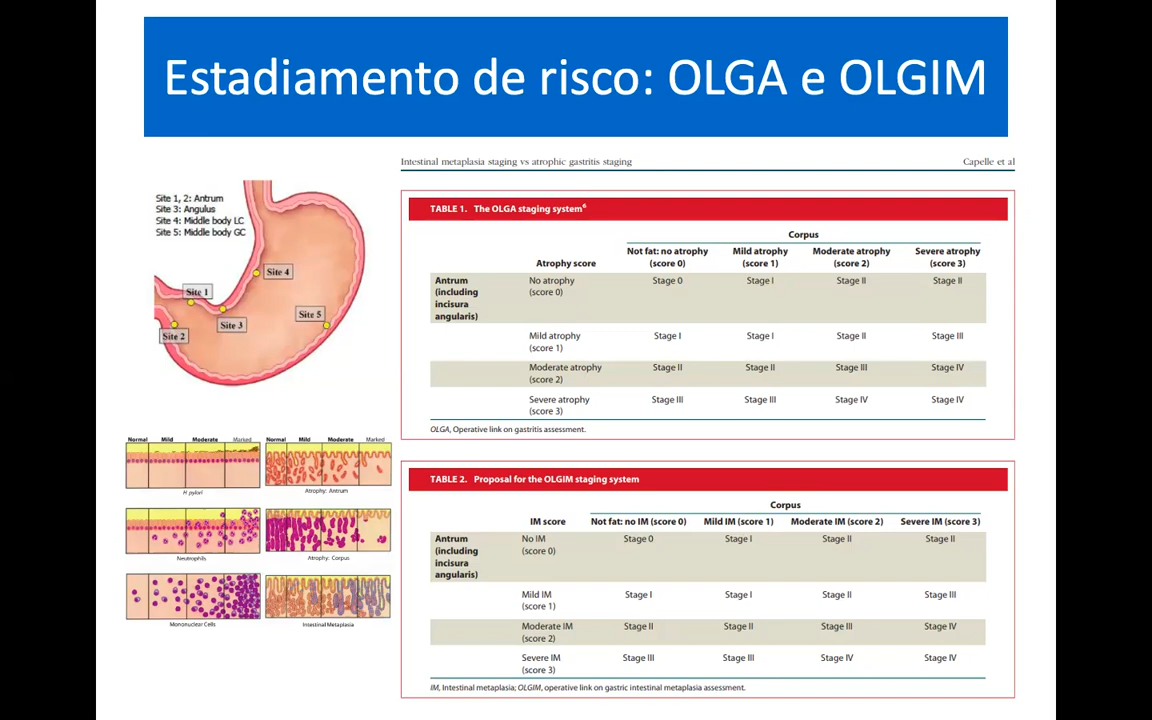 Estadiamento de risco: OLGA e OLGIM
Site 1, 2: Antrum
Site 3: Angulus
Site 4: Middle body LC
Site 5: Middle body GC
Site 4
Site 1
Site 5
Site 3
Site 2
Normal Mild Moderate Marked
H. pylori
Normal Mild Moderate Marked
Atrophy: Antrum
Neutrophils
Atrophy: Corpus
Mononuclear Cells
Intestinal Metaplasia
Intestinal metaplasia staging vs atrophic gastritis staging Capelle et al
TABLE 1. The OLGA staging system6
Corpus
Atrophy score Not fat: no atrophy (score 0) Mild atrophy (score 1) Moderate atrophy (score 2) Severe atrophy (score 3)
Antrum (including incisura angularis) No atrophy (score 0) Stage 0 Stage I Stage II Stage II
Mild atrophy (score 1) Stage I Stage I Stage II Stage III
Moderate atrophy (score 2) Stage II Stage II Stage III Stage IV
Severe atrophy (score 3) Stage III Stage III Stage IV Stage IV
OLGA, Operative link on gastritis assessment.
TABLE 2. Proposal for the OLGIM staging system
Corpus
IM score Not fat: no IM (score 0) Mild IM (score 1) Moderate IM (score 2) Severe IM (score 3)
Antrum (including incisura angularis) No IM (score 0) Stage 0 Stage I Stage II Stage II
Mild IM (score 1) Stage I Stage I Stage II Stage III
Moderate IM (score 2) Stage II Stage II Stage III Stage IV
Severe IM (score 3) Stage III Stage III Stage IV Stage IV
IM, Intestinal metaplasia; OLGIM, operative link on gastric intestinal metaplasia assessment.